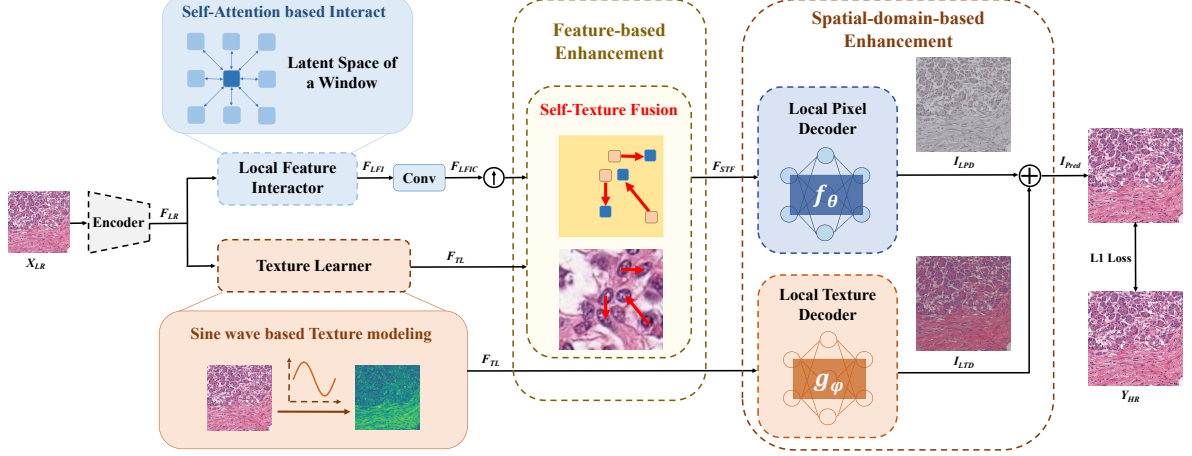 Self-Attention based Interact
Latent Space of
a Window
Feature-based
Enhancement
Spatial-domain-based
Enhancement
Self-Texture Fusion
Local Pixel
Decoder
Local Feature
Interactor
F_LFI
Conv
F_LFIC
F_STF
f_θ
I_LPD
I_Pred
X_LR
Encoder
F_LR
Texture Learner
F_TL
L1 Loss
Sine wave based Texture modeling
F_TL
Local Texture
Decoder
g_φ
I_LTD
Y_HR